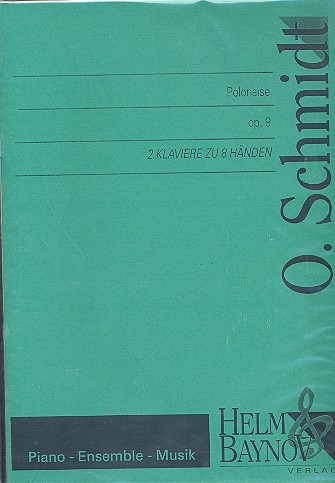 O. Schmidt
Polonaise
op. 9
2 KLAVIERE ZU 8 HÄNDEN
Piano - Ensemble - Musik
HELM
BAYNOV
VERLAG